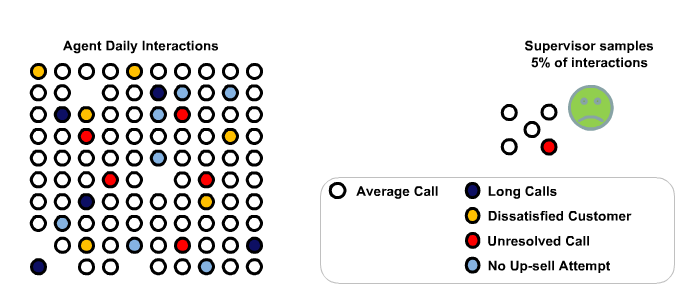 Agent Daily Interactions
Supervisor samples
5% of interactions
Average Call
Long Calls
Dissatisfied Customer
Unresolved Call
No Up-sell Attempt